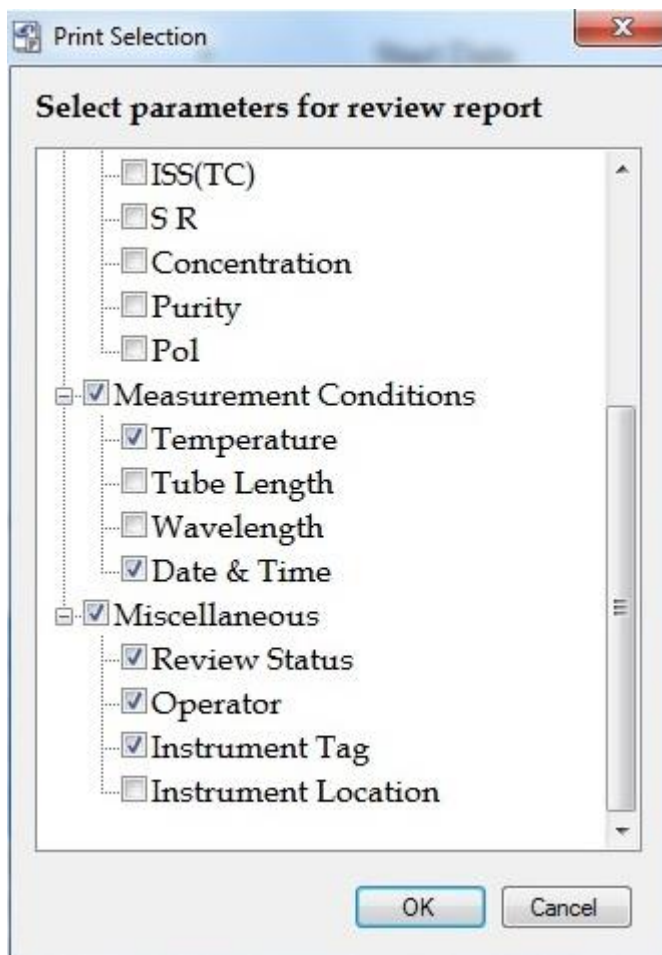 Print Selection
Select parameters for review report
ISS(TC)
S R
Concentration
Purity
Pol
Measurement Conditions
Temperature
Tube Length
Wavelength
Date & Time
Miscellaneous
Review Status
Operator
Instrument Tag
Instrument Location
OK
Cancel